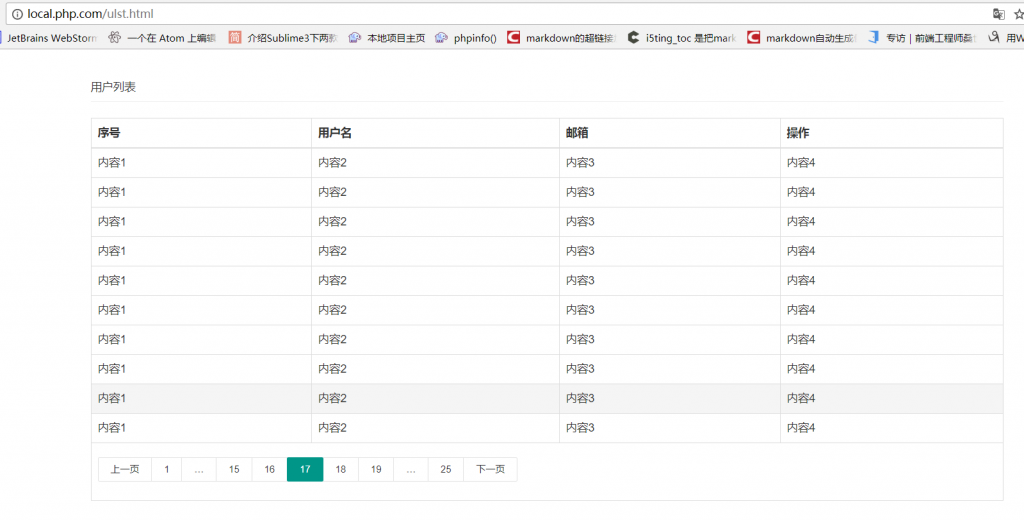 local.php.com/ulst.html
JetBrains WebStorm 一个在 Atom 上编辑 介绍Sublime3下两款 本地项目主页 phpinfo() markdown的超链接 i5ting_toc 是把mark markdown自动生成 专访 | 前端工程师 用W
用户列表
序号 用户名 邮箱 操作
内容1 内容2 内容3 内容4
内容1 内容2 内容3 内容4
内容1 内容2 内容3 内容4
内容1 内容2 内容3 内容4
内容1 内容2 内容3 内容4
内容1 内容2 内容3 内容4
内容1 内容2 内容3 内容4
内容1 内容2 内容3 内容4
内容1 内容2 内容3 内容4
内容1 内容2 内容3 内容4
上一页 1 … 15 16 17 18 19 … 25 下一页